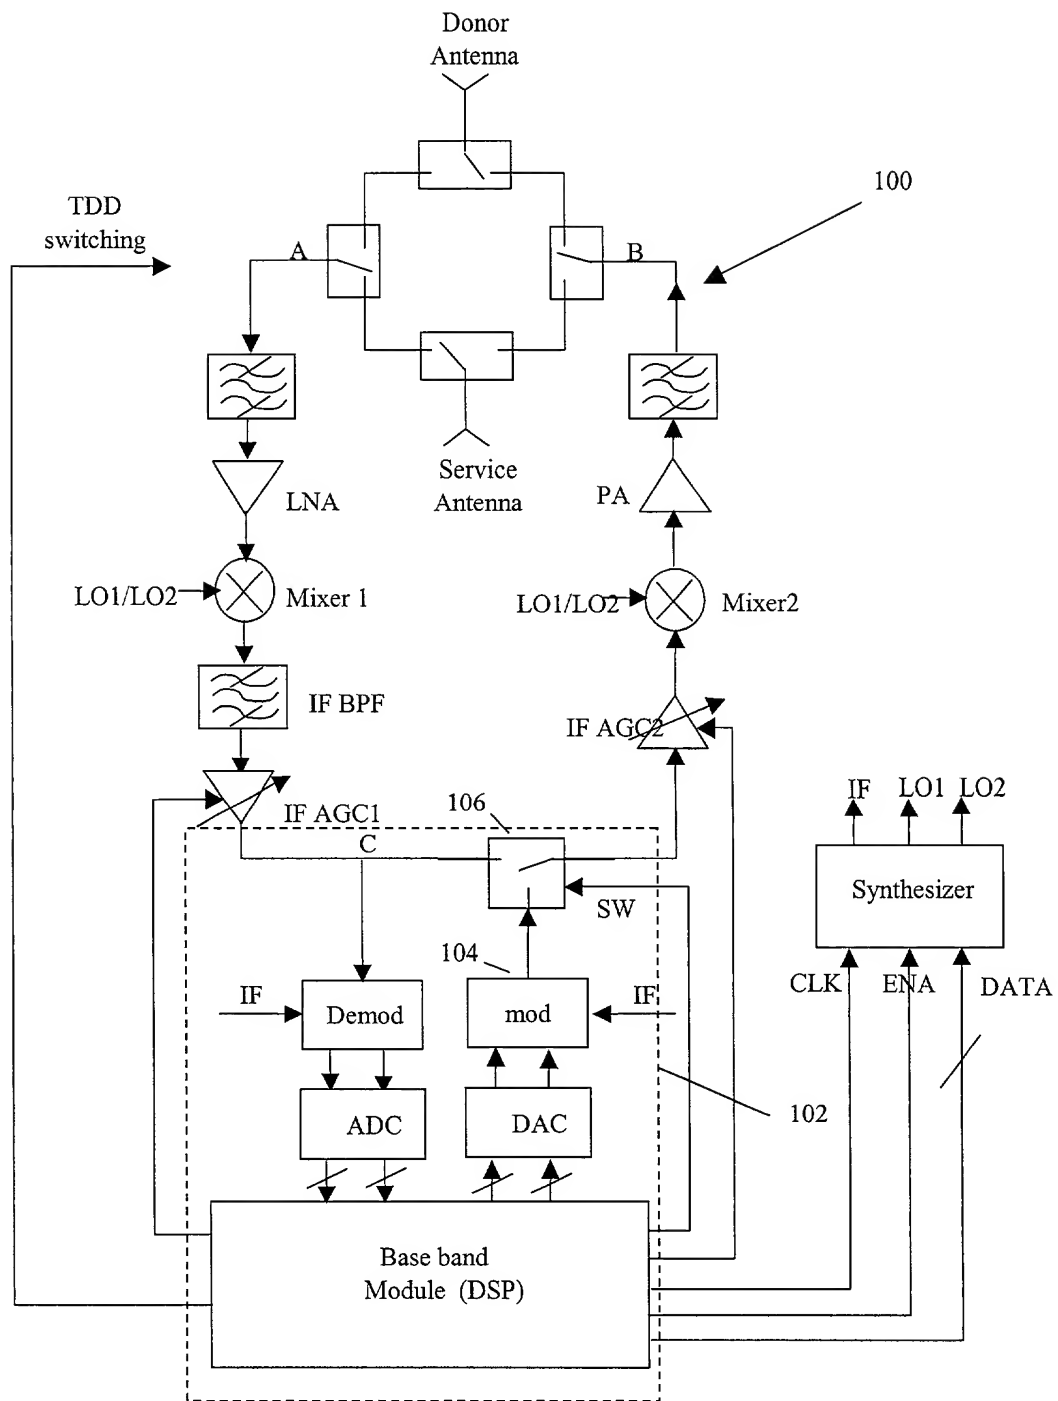 Donor
Antenna
100
TDD
switching
A
B
Service
Antenna
LNA
PA
LO1/LO2
Mixer 1
LO1/LO2
Mixer2
IF BPF
IF AGC2
IF AGC1
106
IF
LO1
LO2
C
Synthesizer
SW
104
CLK
ENA
DATA
IF
Demod
mod
IF
ADC
DAC
102
Base band
Module (DSP)